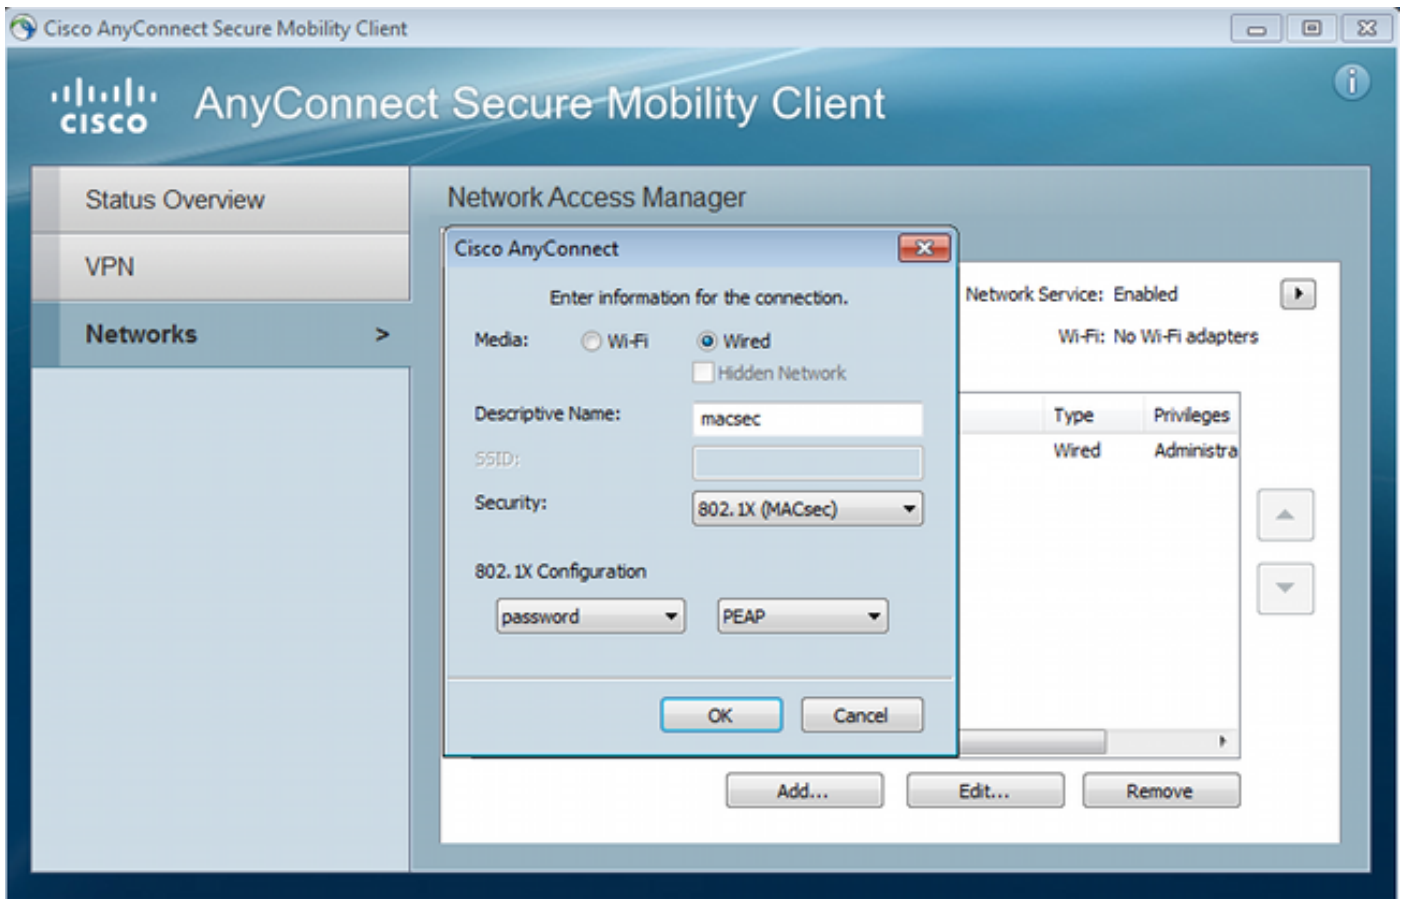 Cisco AnyConnect Secure Mobility Client
CISCO
AnyConnect Secure Mobility Client
i
Status Overview
VPN
Networks >
Network Access Manager
Cisco AnyConnect
Enter information for the connection.
Media: Wi-Fi Wired
Hidden Network
Descriptive Name: macsec
SSID:
Security: 802.1X (MACsec)
802.1X Configuration
password PEAP
OK Cancel
Network Service: Enabled
Wi-Fi: No Wi-Fi adapters
Type Privileges
Wired Administra
Add... Edit... Remove